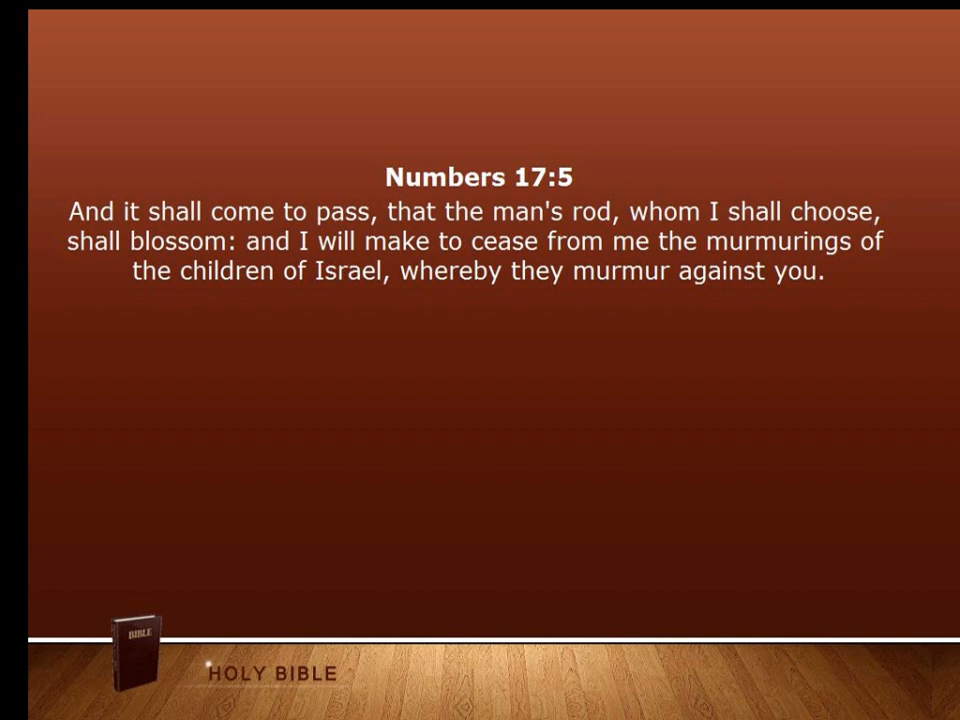 Numbers 17:5
And it shall come to pass, that the man's rod, whom I shall choose,
shall blossom: and I will make to cease from me the murmurings of
the children of Israel, whereby they murmur against you.
BIBLE
HOLY BIBLE